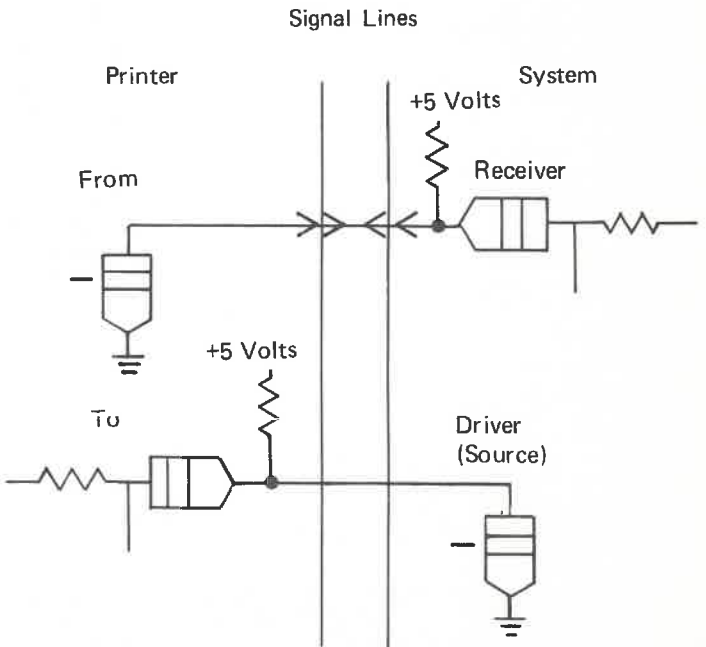 Signal Lines
Printer
System
+5 Volts
From
Receiver
+5 Volts
To
Driver
(Source)